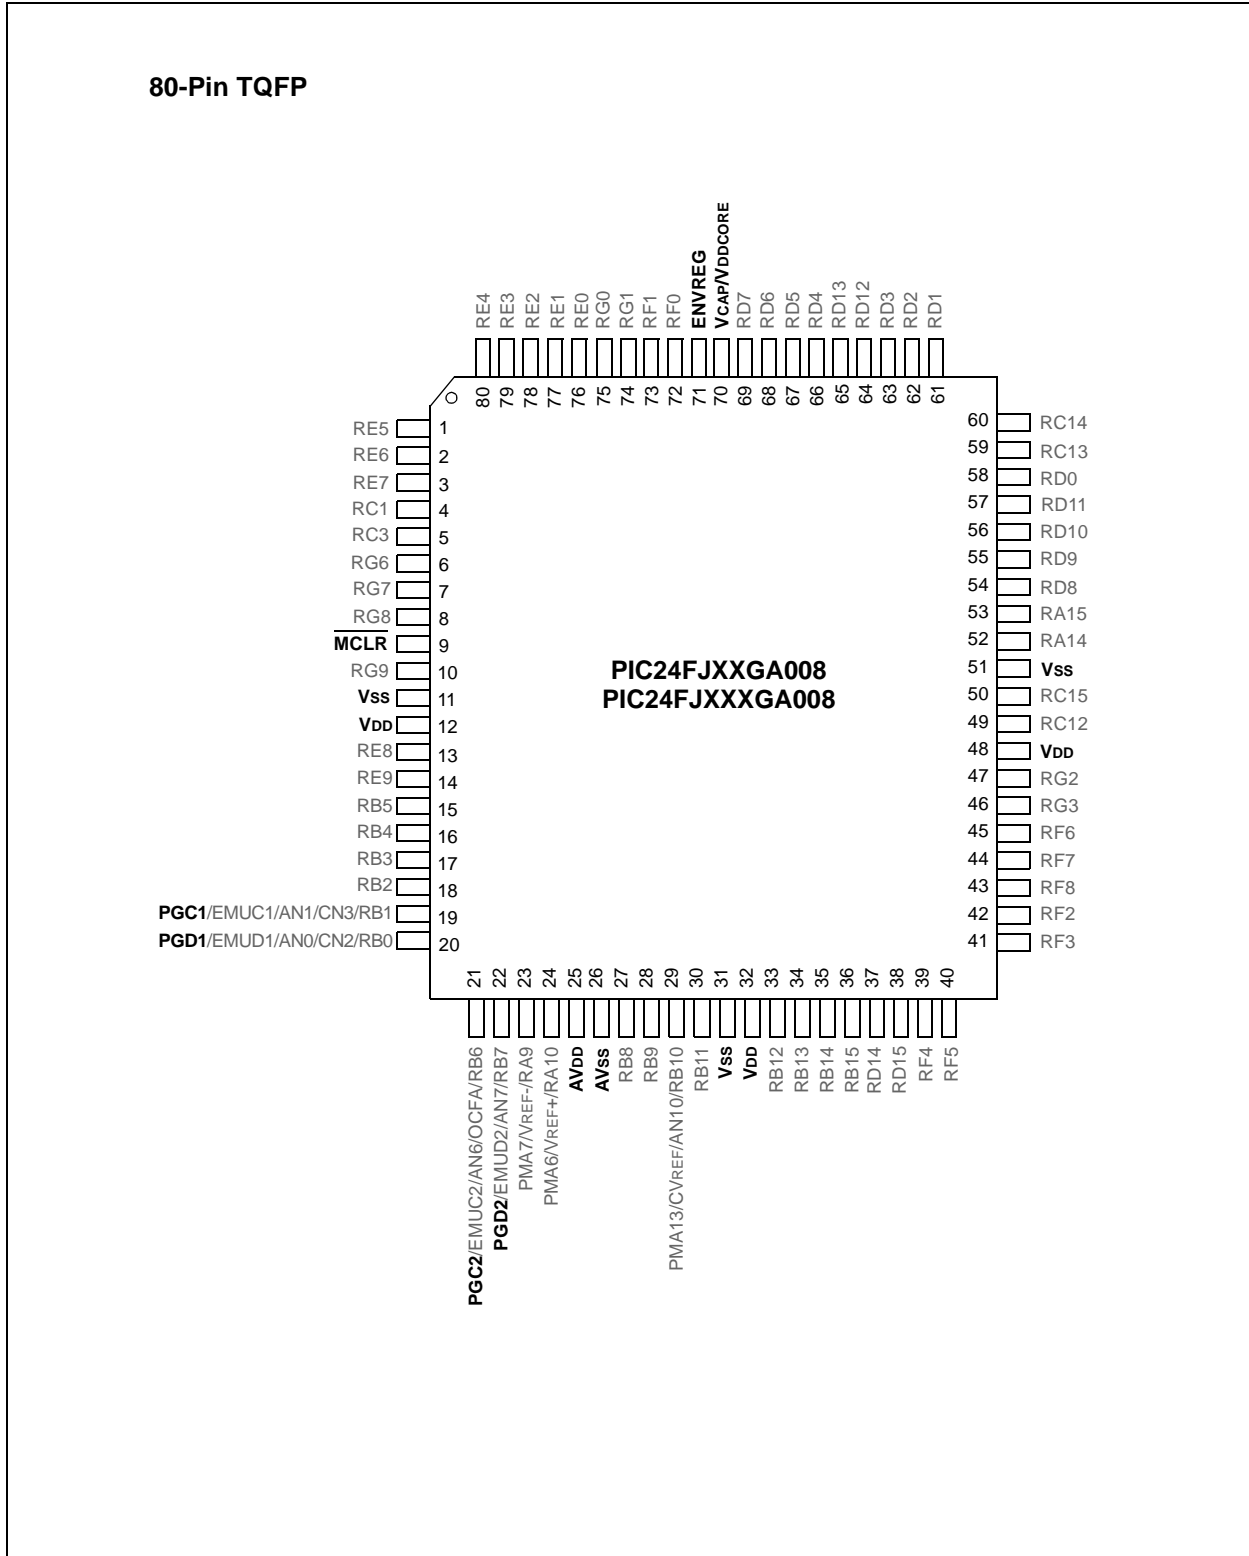 80-Pin TQFP
RE4
RE3
RE2
RE1
RE0
RG0
RG1
RF1
RF0
ENVREG
VCAP/VDDCORE
RD7
RD6
RD5
RD4
RD13
RD12
RD3
RD2
RD1
80
79
78
77
76
75
74
73
72
71
70
69
68
67
66
65
64
63
62
61
RE5 1
RE6 2
RE7 3
RC1 4
RC3 5
RG6 6
RG7 7
RG8 8
MCLR 9
RG9 10
VSS 11
VDD 12
RE8 13
RE9 14
RB5 15
RB4 16
RB3 17
RB2 18
PGC1/EMUC1/AN1/CN3/RB1 19
PGD1/EMUD1/AN0/CN2/RB0 20
PIC24FJXXGA008
PIC24FJXXXGA008
60 RC14
59 RC13
58 RD0
57 RD11
56 RD10
55 RD9
54 RD8
53 RA15
52 RA14
51 VSS
50 RC15
49 RC12
48 VDD
47 RG2
46 RG3
45 RF6
44 RF7
43 RF8
42 RF2
41 RF3
21
22
23
24
25
26
27
28
29
30
31
32
33
34
35
36
37
38
39
40
PGC2/EMUC2/AN6/OCFA/RB6
PGD2/EMUD2/AN7/RB7
PMA7/VREF-/RA9
PMA6/VREF+/RA10
AVDD
AVSS
RB8
RB9
PMA13/CVREF/AN10/RB10
RB11
VSS
VDD
RB12
RB13
RB14
RB15
RD14
RD15
RF4
RF5